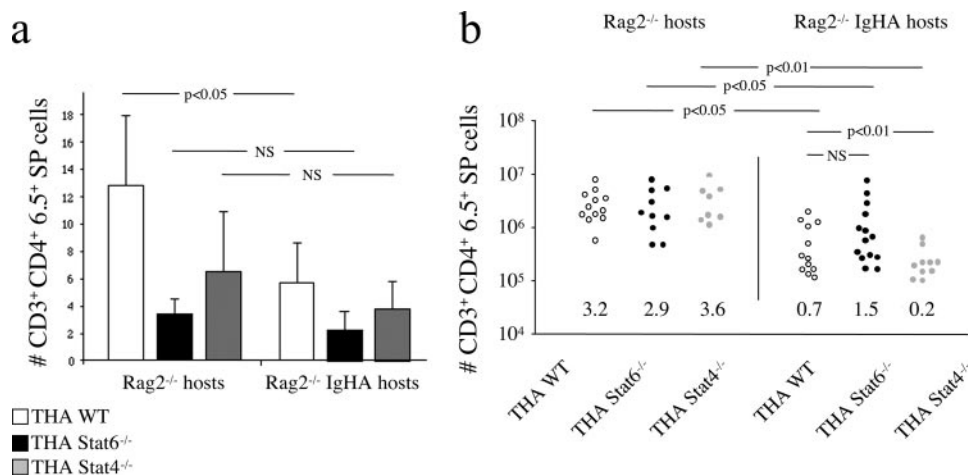 a
# CD3⁺CD4⁺ 6.5⁺ SP cells
18
16
14
12
10
8
6
4
2
0
p<0.05
NS
NS
Rag2⁻/⁻ hosts
Rag2⁻/⁻ IgHA hosts
THA WT
THA Stat6⁻/⁻
THA Stat4⁻/⁻
b
Rag2⁻/⁻ hosts
Rag2⁻/⁻ IgHA hosts
p<0.01
p<0.05
p<0.05
p<0.01
NS
# CD3⁺CD4⁺ 6.5⁺ SP cells
10⁸
10⁷
10⁶
10⁵
10⁴
3.2 2.9 3.6 0.7 1.5 0.2
THA WT
THA Stat6⁻/⁻
THA Stat4⁻/⁻
THA WT
THA Stat6⁻/⁻
THA Stat4⁻/⁻